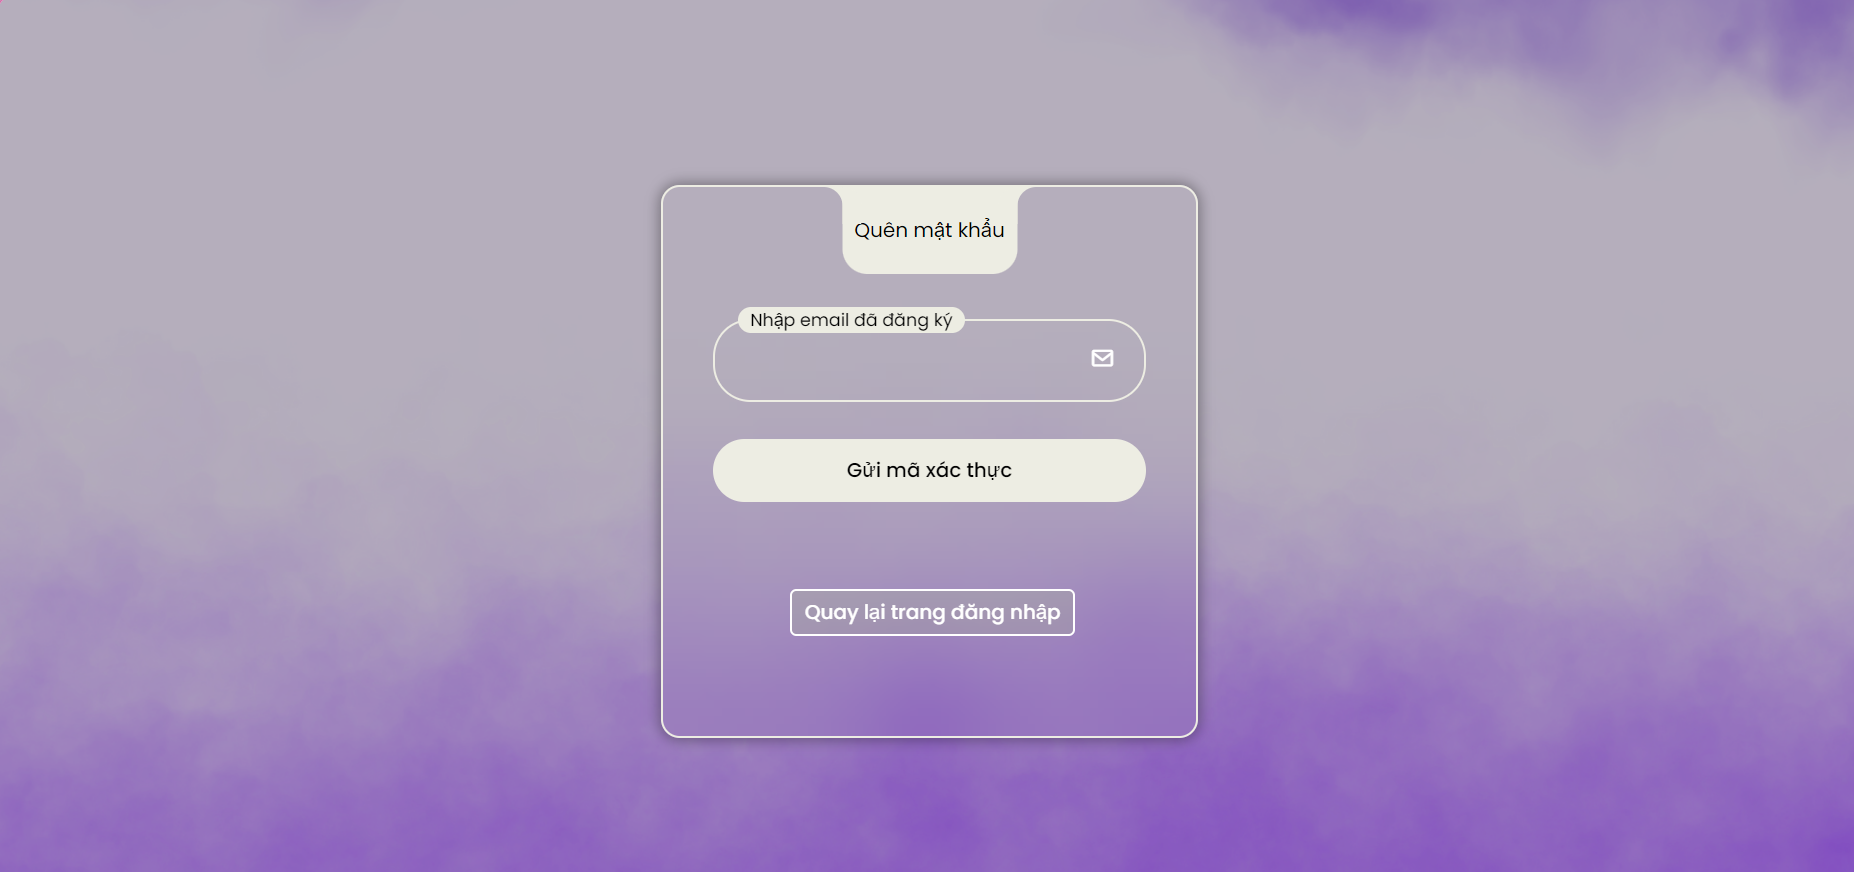 Quên mật khẩu
Nhập email đã đăng ký
Gửi mã xác thực
Quay lại trang đăng nhập